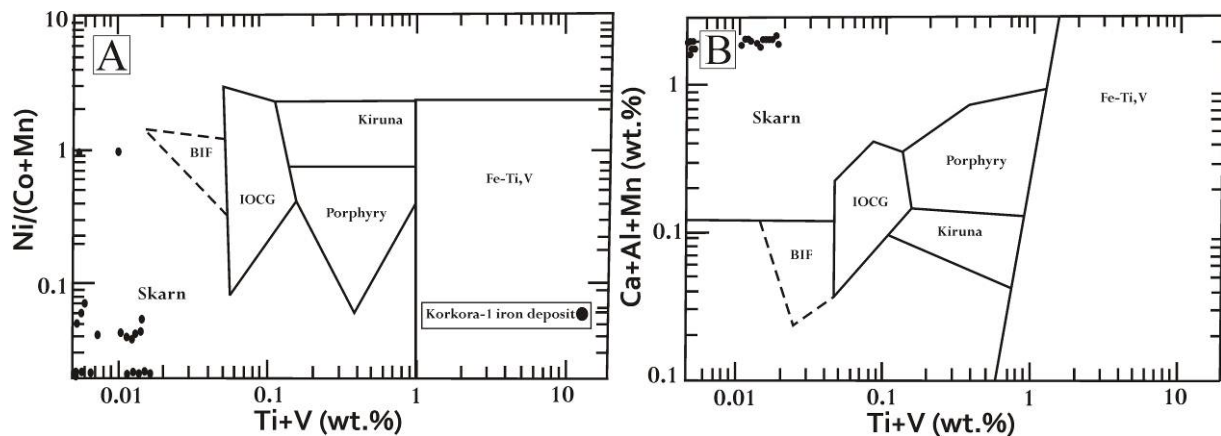 A
10
1
0.1
Ni/(Co+Mn)
Kiruna
BIF
IOCG
Porphyry
Fe-Ti,V
Skarn
Korkora-1 iron deposit
0.01
0.1
1
10
Ti+V (wt.%)
B
1
0.1
0.1
Ca+Al+Mn (wt.%)
Fe-Ti,V
Skarn
Porphyry
IOCG
Kiruna
BIF
0.01
0.1
1
10
Ti+V (wt.%)